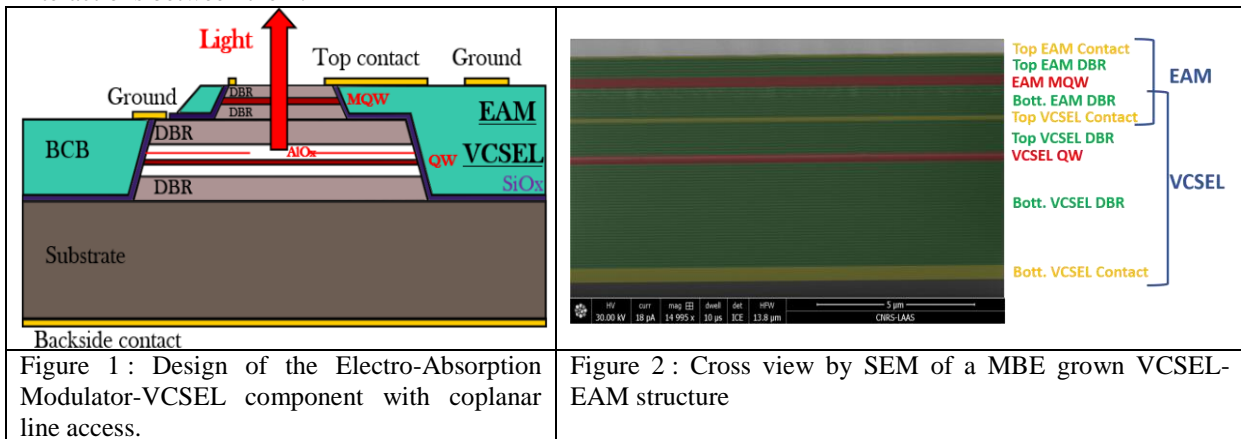 Light
Top contact
Ground
Ground
DBR
MQW
DBR
EAM
DBR
BCB
AlOx
VCSEL
QW
SiOx
DBR
Substrate
Backside contact
Top EAM Contact
Top EAM DBR
EAM MQW
EAM
Bott. EAM DBR
Top VCSEL Contact
Top VCSEL DBR
VCSEL QW
VCSEL
Bott. VCSEL DBR
Bott. VCSEL Contact
HV curr mag dwell det HFW 5 µm
30.00 kV 18 pA 14 995 x 10 µs ICE 13.8 µm CNRS-LAAS
Figure 1 : Design of the Electro-Absorption
Modulator-VCSEL component with coplanar
line access.
Figure 2 : Cross view by SEM of a MBE grown VCSEL-
EAM structure